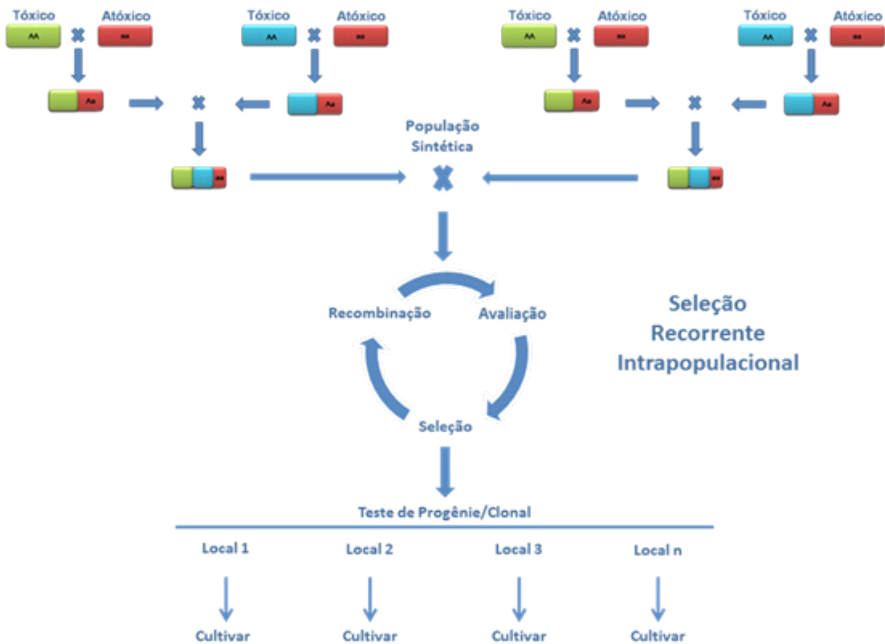 Tóxico Atóxico Tóxico Atóxico Tóxico Atóxico Tóxico Atóxico
AA aa AA aa AA aa AA aa
Aa Aa Aa Aa
População
Sintética
aa aa
Recombinação Avaliação
Seleção
Recorrente
Intrapopulacional
Seleção
Teste de Progênie/Clonal
Local 1 Local 2 Local 3 Local n
Cultivar Cultivar Cultivar Cultivar